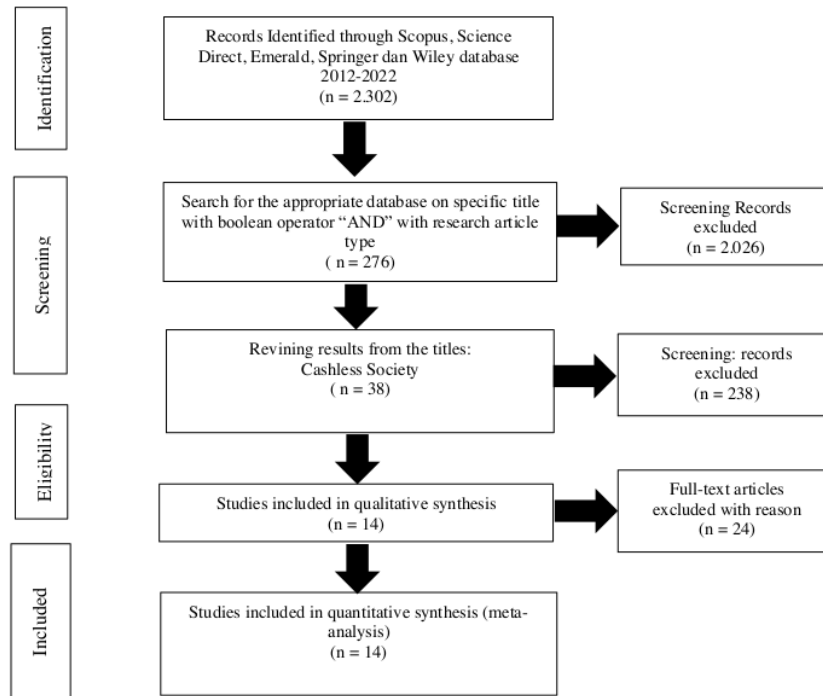 Identification
Records Identified through Scopus, Science
Direct, Emerald, Springer dan Wiley database
2012-2022
(n = 2.302)
Screening
Search for the appropriate database on specific title
with boolean operator “AND” with research article
type
( n = 276)
Screening Records
excluded
(n = 2.026)
Revining results from the titles:
Cashless Society
( n = 38)
Screening: records
excluded
(n = 238)
Eligibility
Studies included in qualitative synthesis
(n = 14)
Full-text articles
excluded with reason
(n = 24)
Included
Studies included in quantitative synthesis (meta-
analysis)
(n = 14)